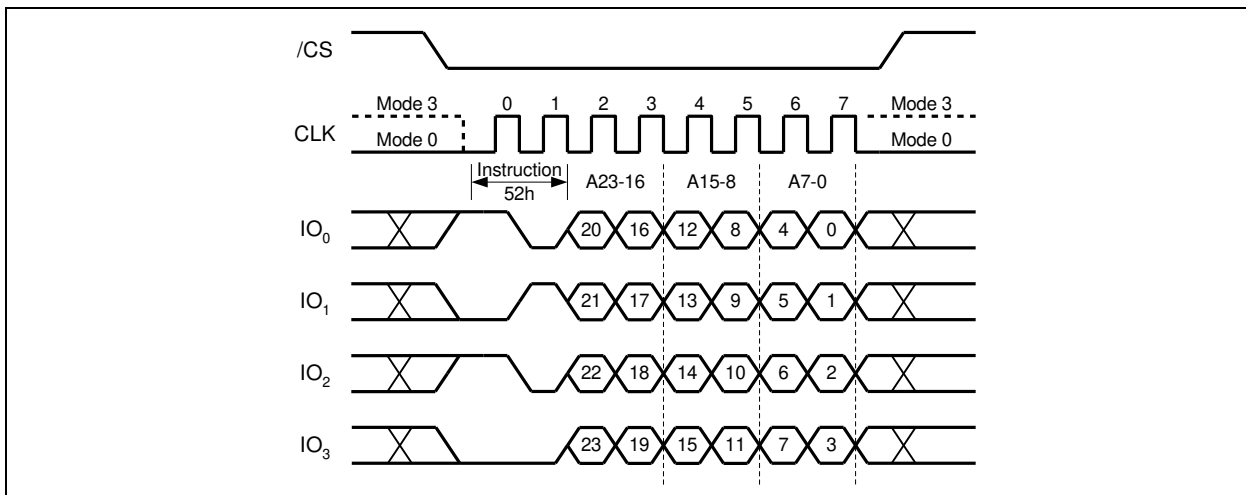 /CS
Mode 3 0 1 2 3 4 5 6 7 Mode 3
CLK
Mode 0 Mode 0
Instruction
52h
A23-16 A15-8 A7-0
IO0 20 16 12 8 4 0
IO1 21 17 13 9 5 1
IO2 22 18 14 10 6 2
IO3 23 19 15 11 7 3